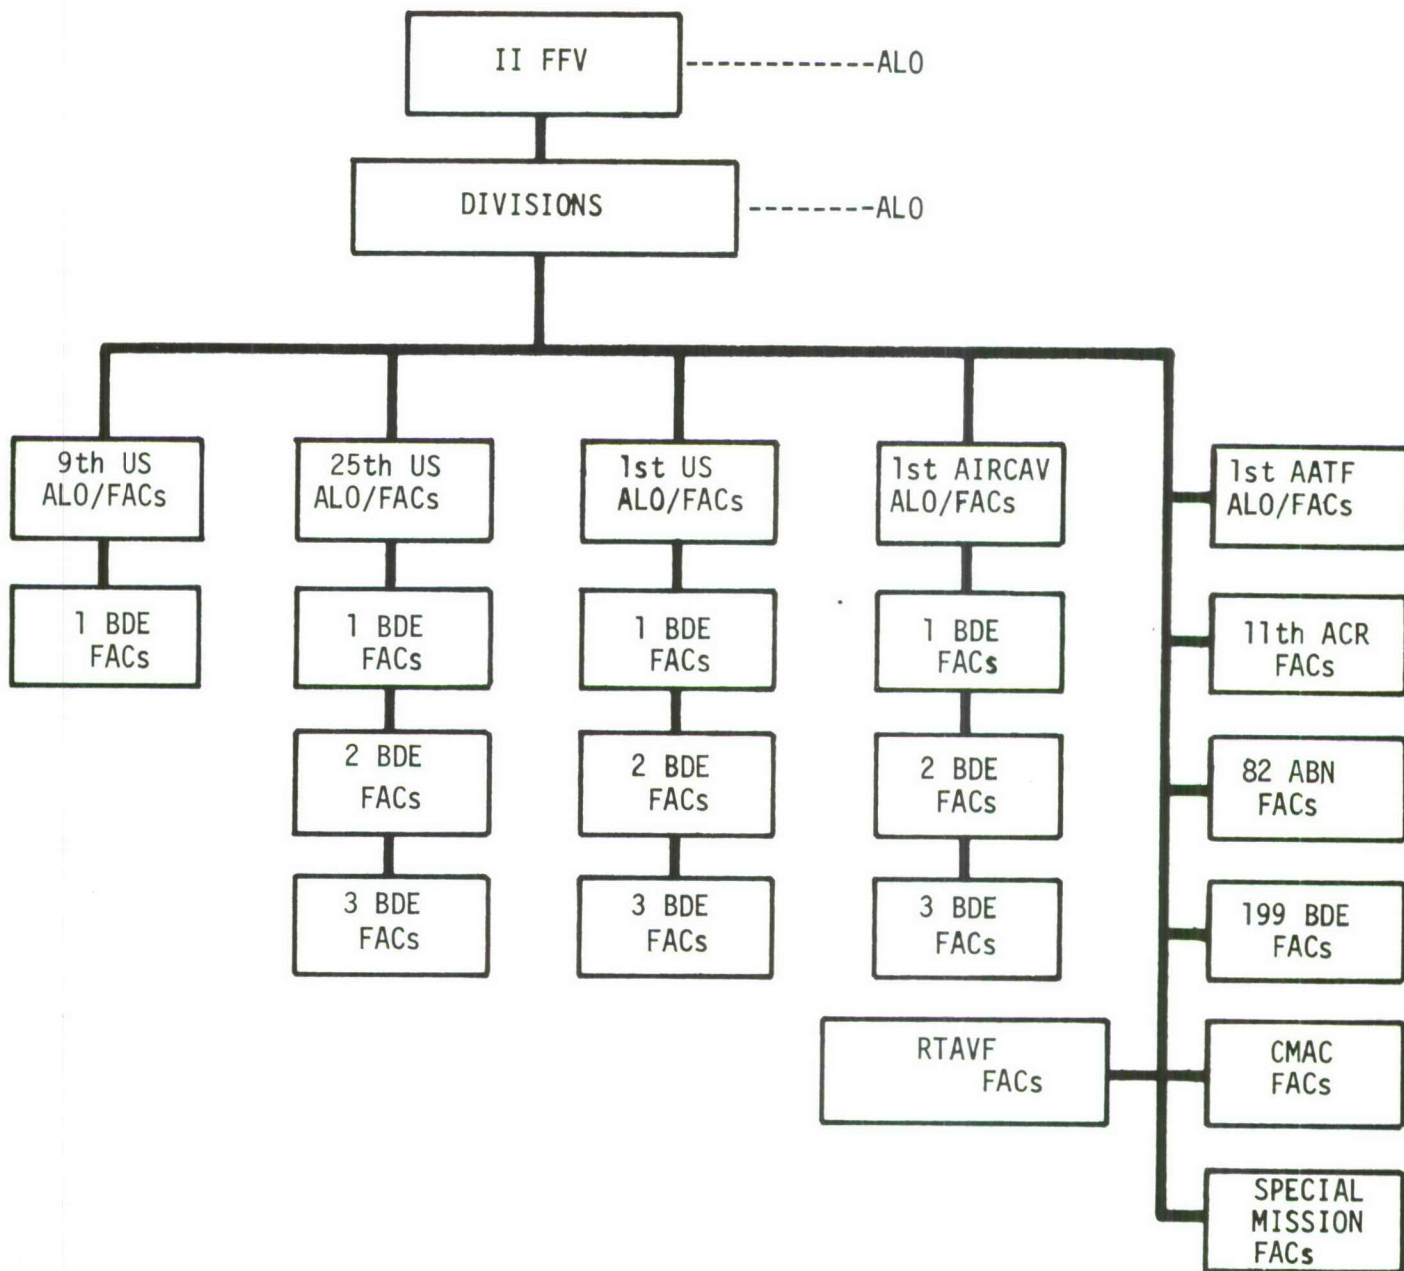 II FFV
------------ALO
DIVISIONS
--------ALO
9th US
ALO/FACs
25th US
ALO/FACs
1st US
ALO/FACs
1st AIRCAV
ALO/FACs
1st AATF
ALO/FACs
1 BDE
FACs
1 BDE
FACs
1 BDE
FACs
1 BDE
FACs
11th ACR
FACs
2 BDE
FACs
2 BDE
FACs
2 BDE
FACs
82 ABN
FACs
3 BDE
FACs
3 BDE
FACs
3 BDE
FACs
199 BDE
FACs
RTAVF
FACs
CMAC
FACs
SPECIAL
MISSION
FACs